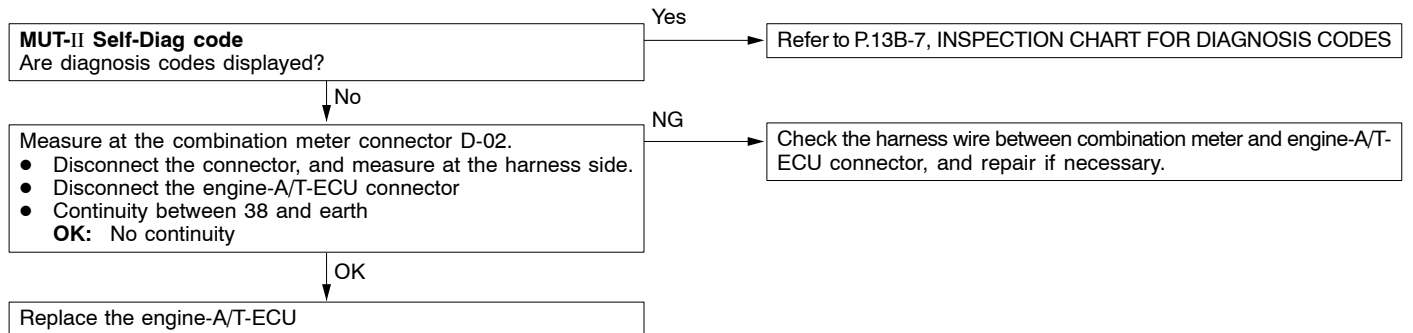 Yes
MUT-II Self-Diag code
Are diagnosis codes displayed?
Refer to P.13B-7, INSPECTION CHART FOR DIAGNOSIS CODES
No
NG
Measure at the combination meter connector D-02.
● Disconnect the connector, and measure at the harness side.
● Disconnect the engine-A/T-ECU connector
● Continuity between 38 and earth
OK: No continuity
Check the harness wire between combination meter and engine-A/T-
ECU connector, and repair if necessary.
OK
Replace the engine-A/T-ECU